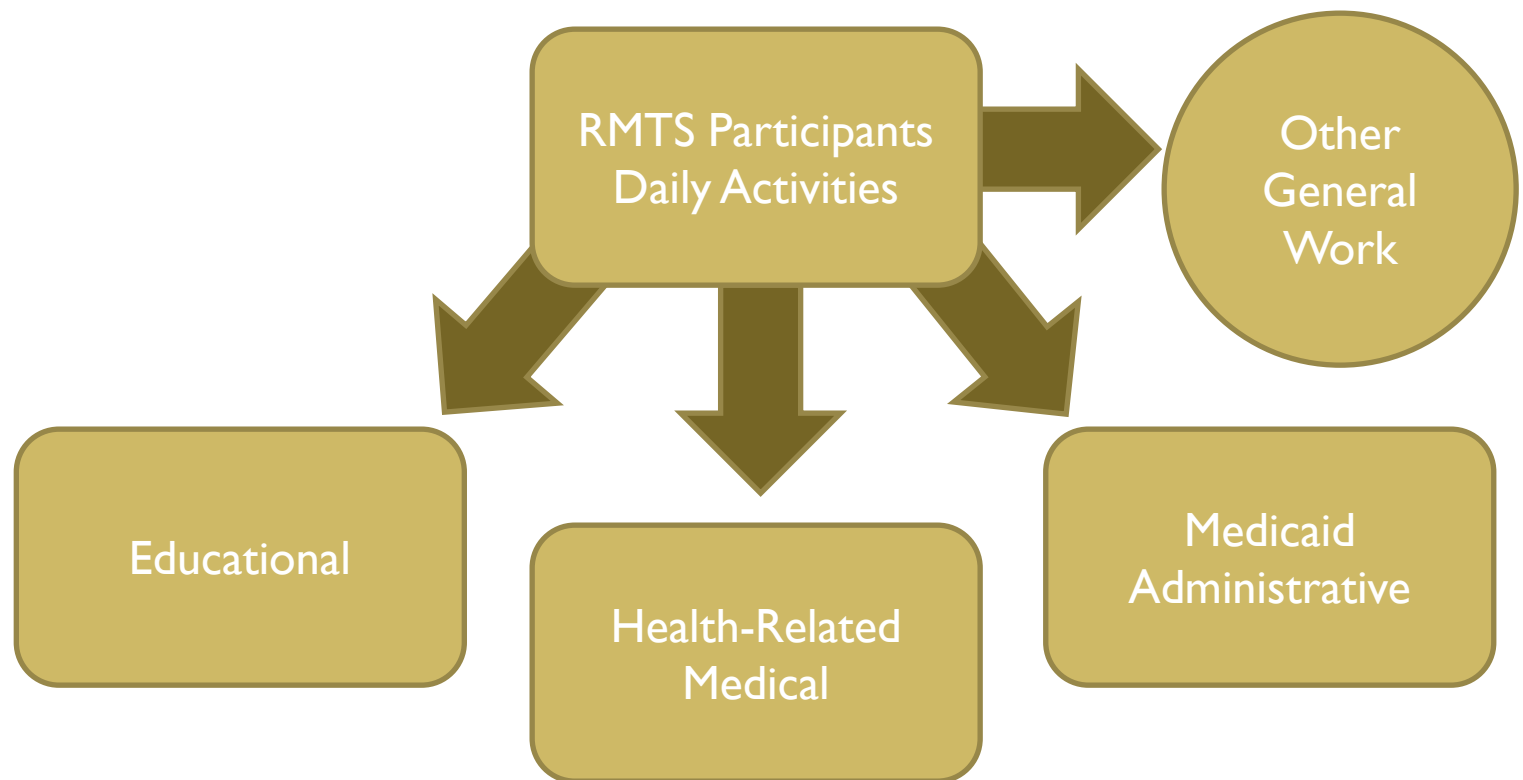 RMTS Participants
Daily Activities
Other
General
Work
Educational
Health-Related
Medical
Medicaid
Administrative